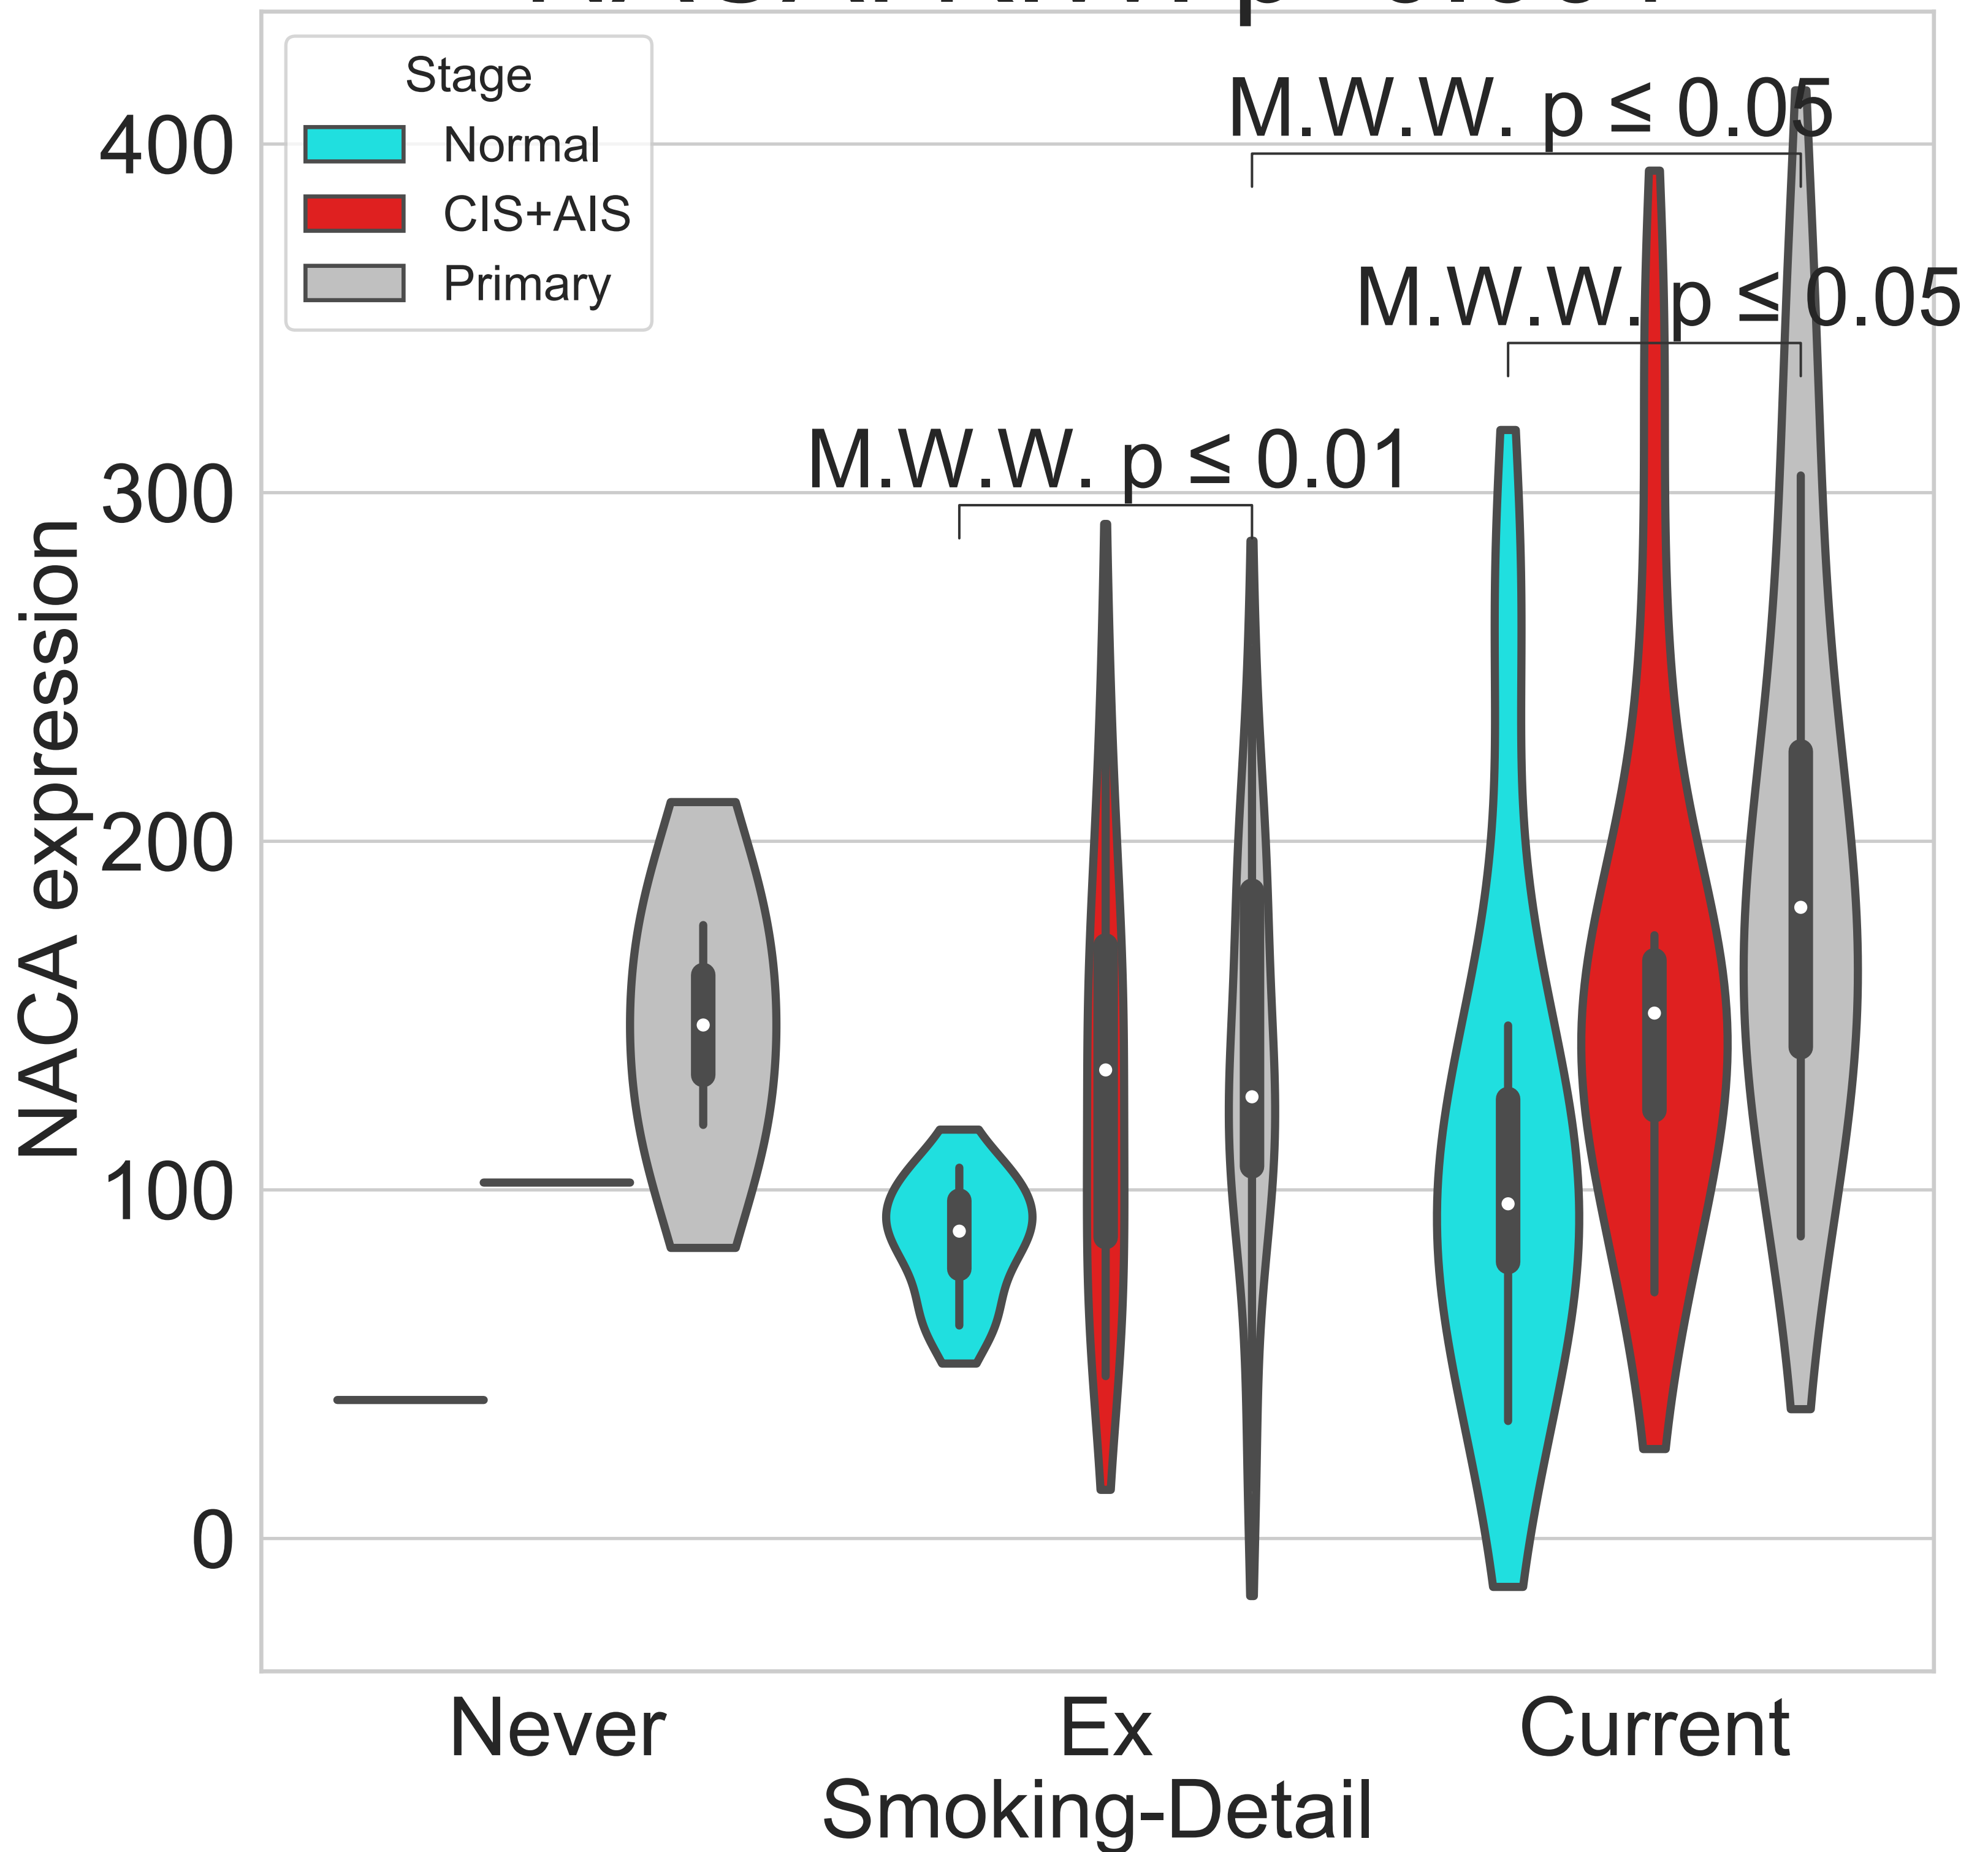 Stage
Normal
CIS+AIS
Primary
M.W.W. p ≤ 0.05
M.W.W. p ≤ 0.05
M.W.W. p ≤ 0.01
NACA expression
400
300
200
100
0
Never
Ex
Current
Smoking-Detail